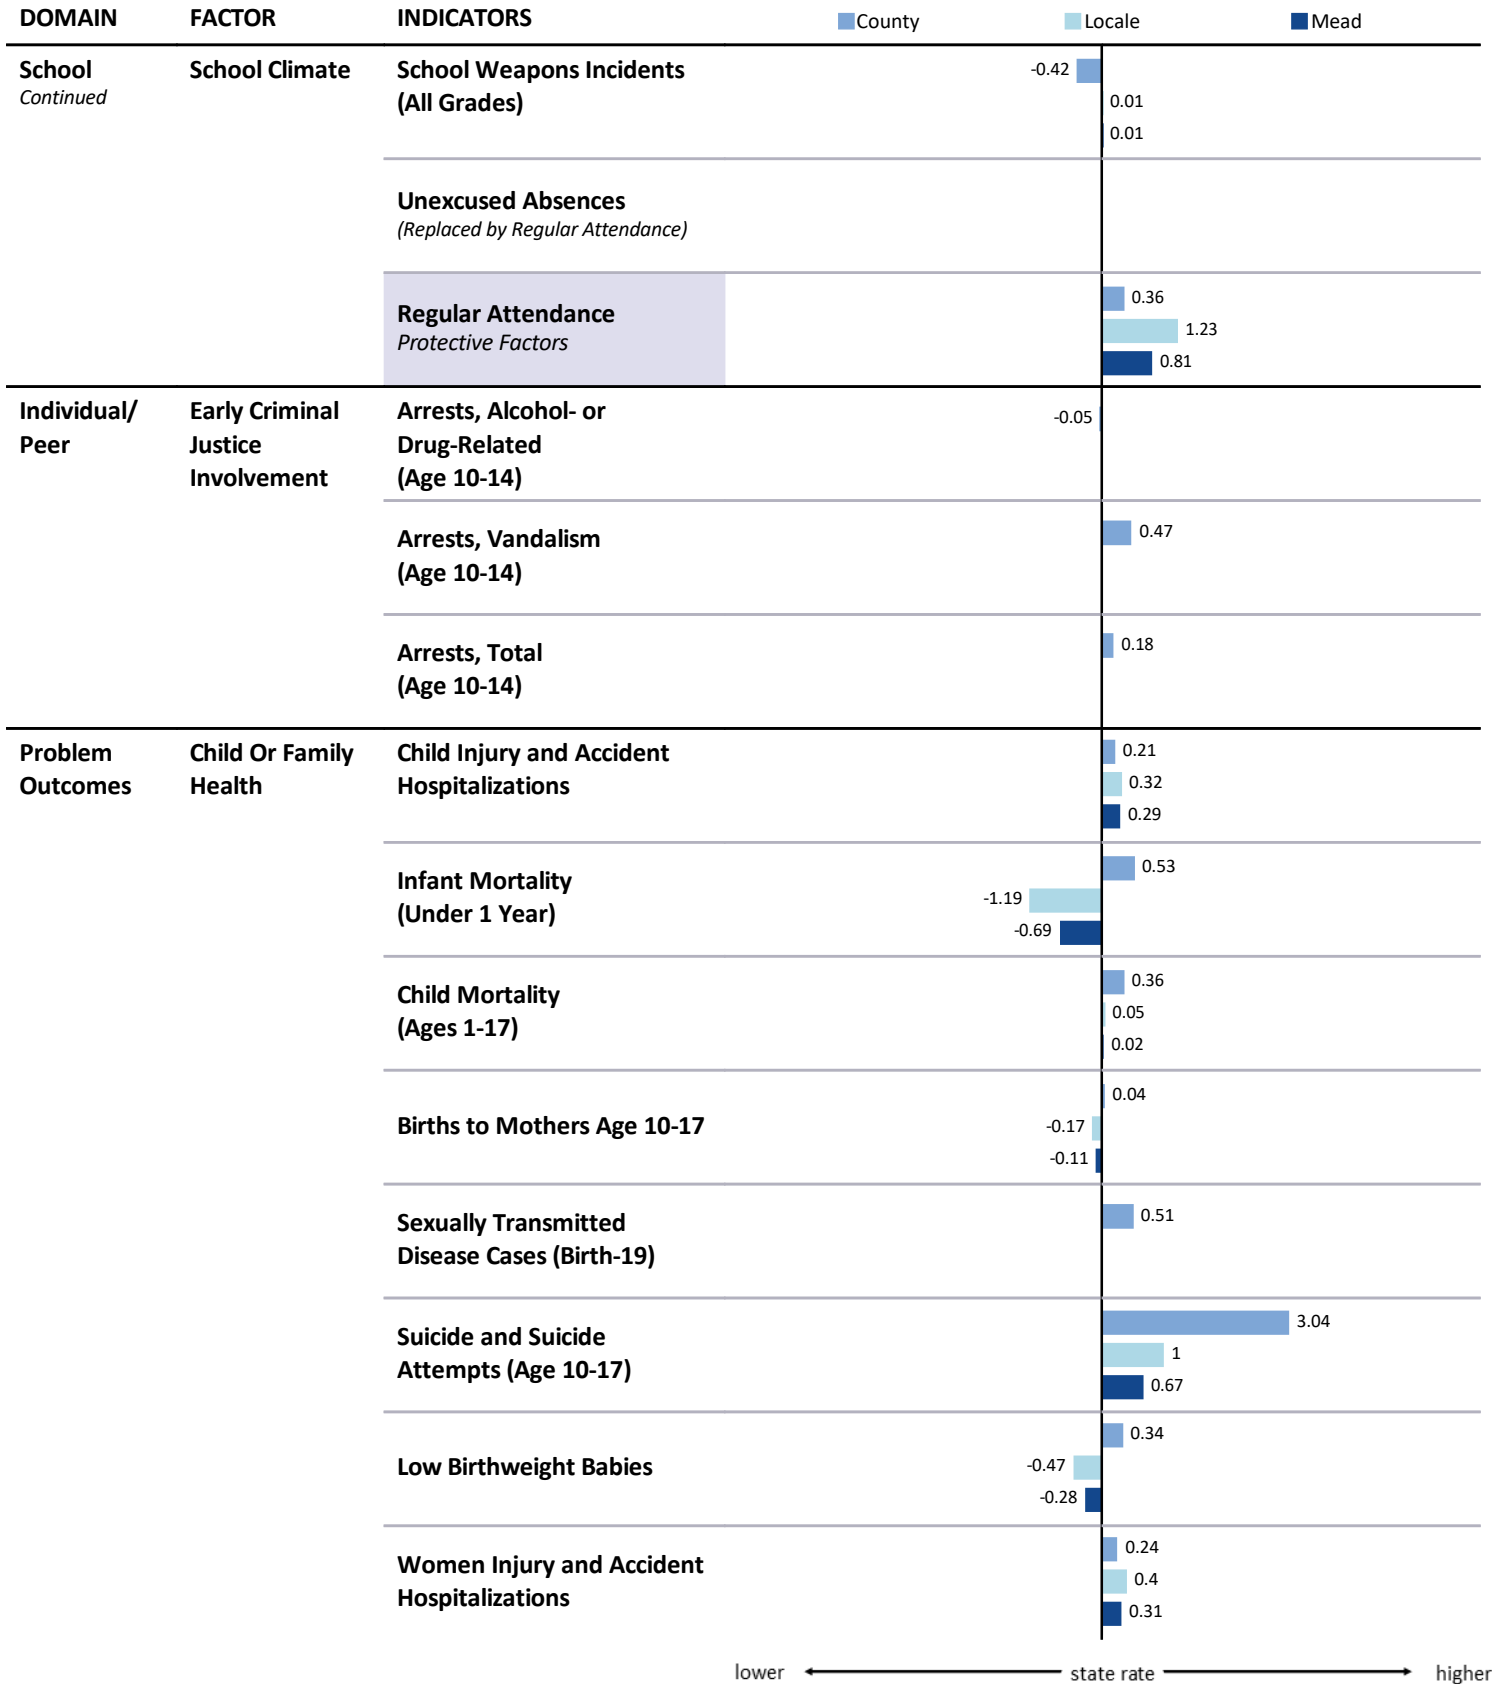 DOMAIN FACTOR INDICATORS County Locale Mead
School School Climate School Weapons Incidents -0.42
Continued
(All Grades) 0.01
0.01
Unexcused Absences
(Replaced by Regular Attendance)
0.36
Regular Attendance 1.23
Protective Factors
0.81
Individual/ Early Criminal Arrests, Alcohol- or -0.05
Peer Justice Drug-Related
Involvement (Age 10-14)
Arrests, Vandalism 0.47
(Age 10-14)
Arrests, Total 0.18
(Age 10-14)
Problem Child Or Family Child Injury and Accident 0.21
Outcomes Health Hospitalizations 0.32
0.29
0.53
Infant Mortality -1.19
(Under 1 Year) -0.69
0.36
Child Mortality 0.05
(Ages 1-17) 0.02
0.04
Births to Mothers Age 10-17 -0.17
-0.11
Sexually Transmitted 0.51
Disease Cases (Birth-19)
3.04
Suicide and Suicide 1
Attempts (Age 10-17) 0.67
0.34
Low Birthweight Babies -0.47
-0.28
0.24
Women Injury and Accident 0.4
Hospitalizations 0.31
lower state rate higher